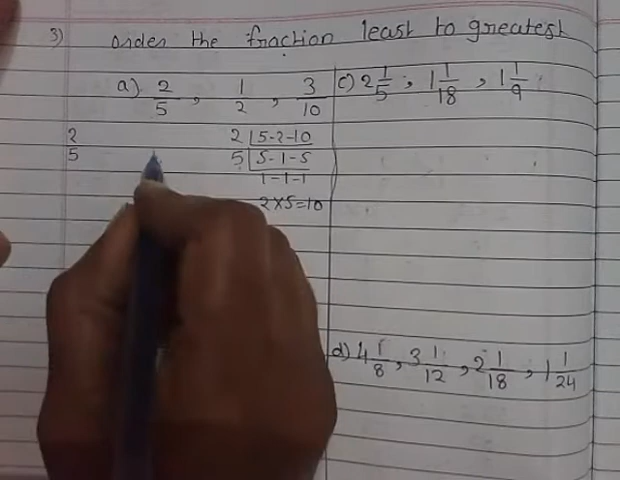 3) order the fraction least to greatest
a) 2/5, 1/2, 3/10
2/5
2 | 5-2-10
5 | 5-1-5
1-1-1
2×5=10
c) 2 1/5, 1 1/18, 1 1/9
d) 4 1/8, 3 1/12, 2 1/18, 1 1/24